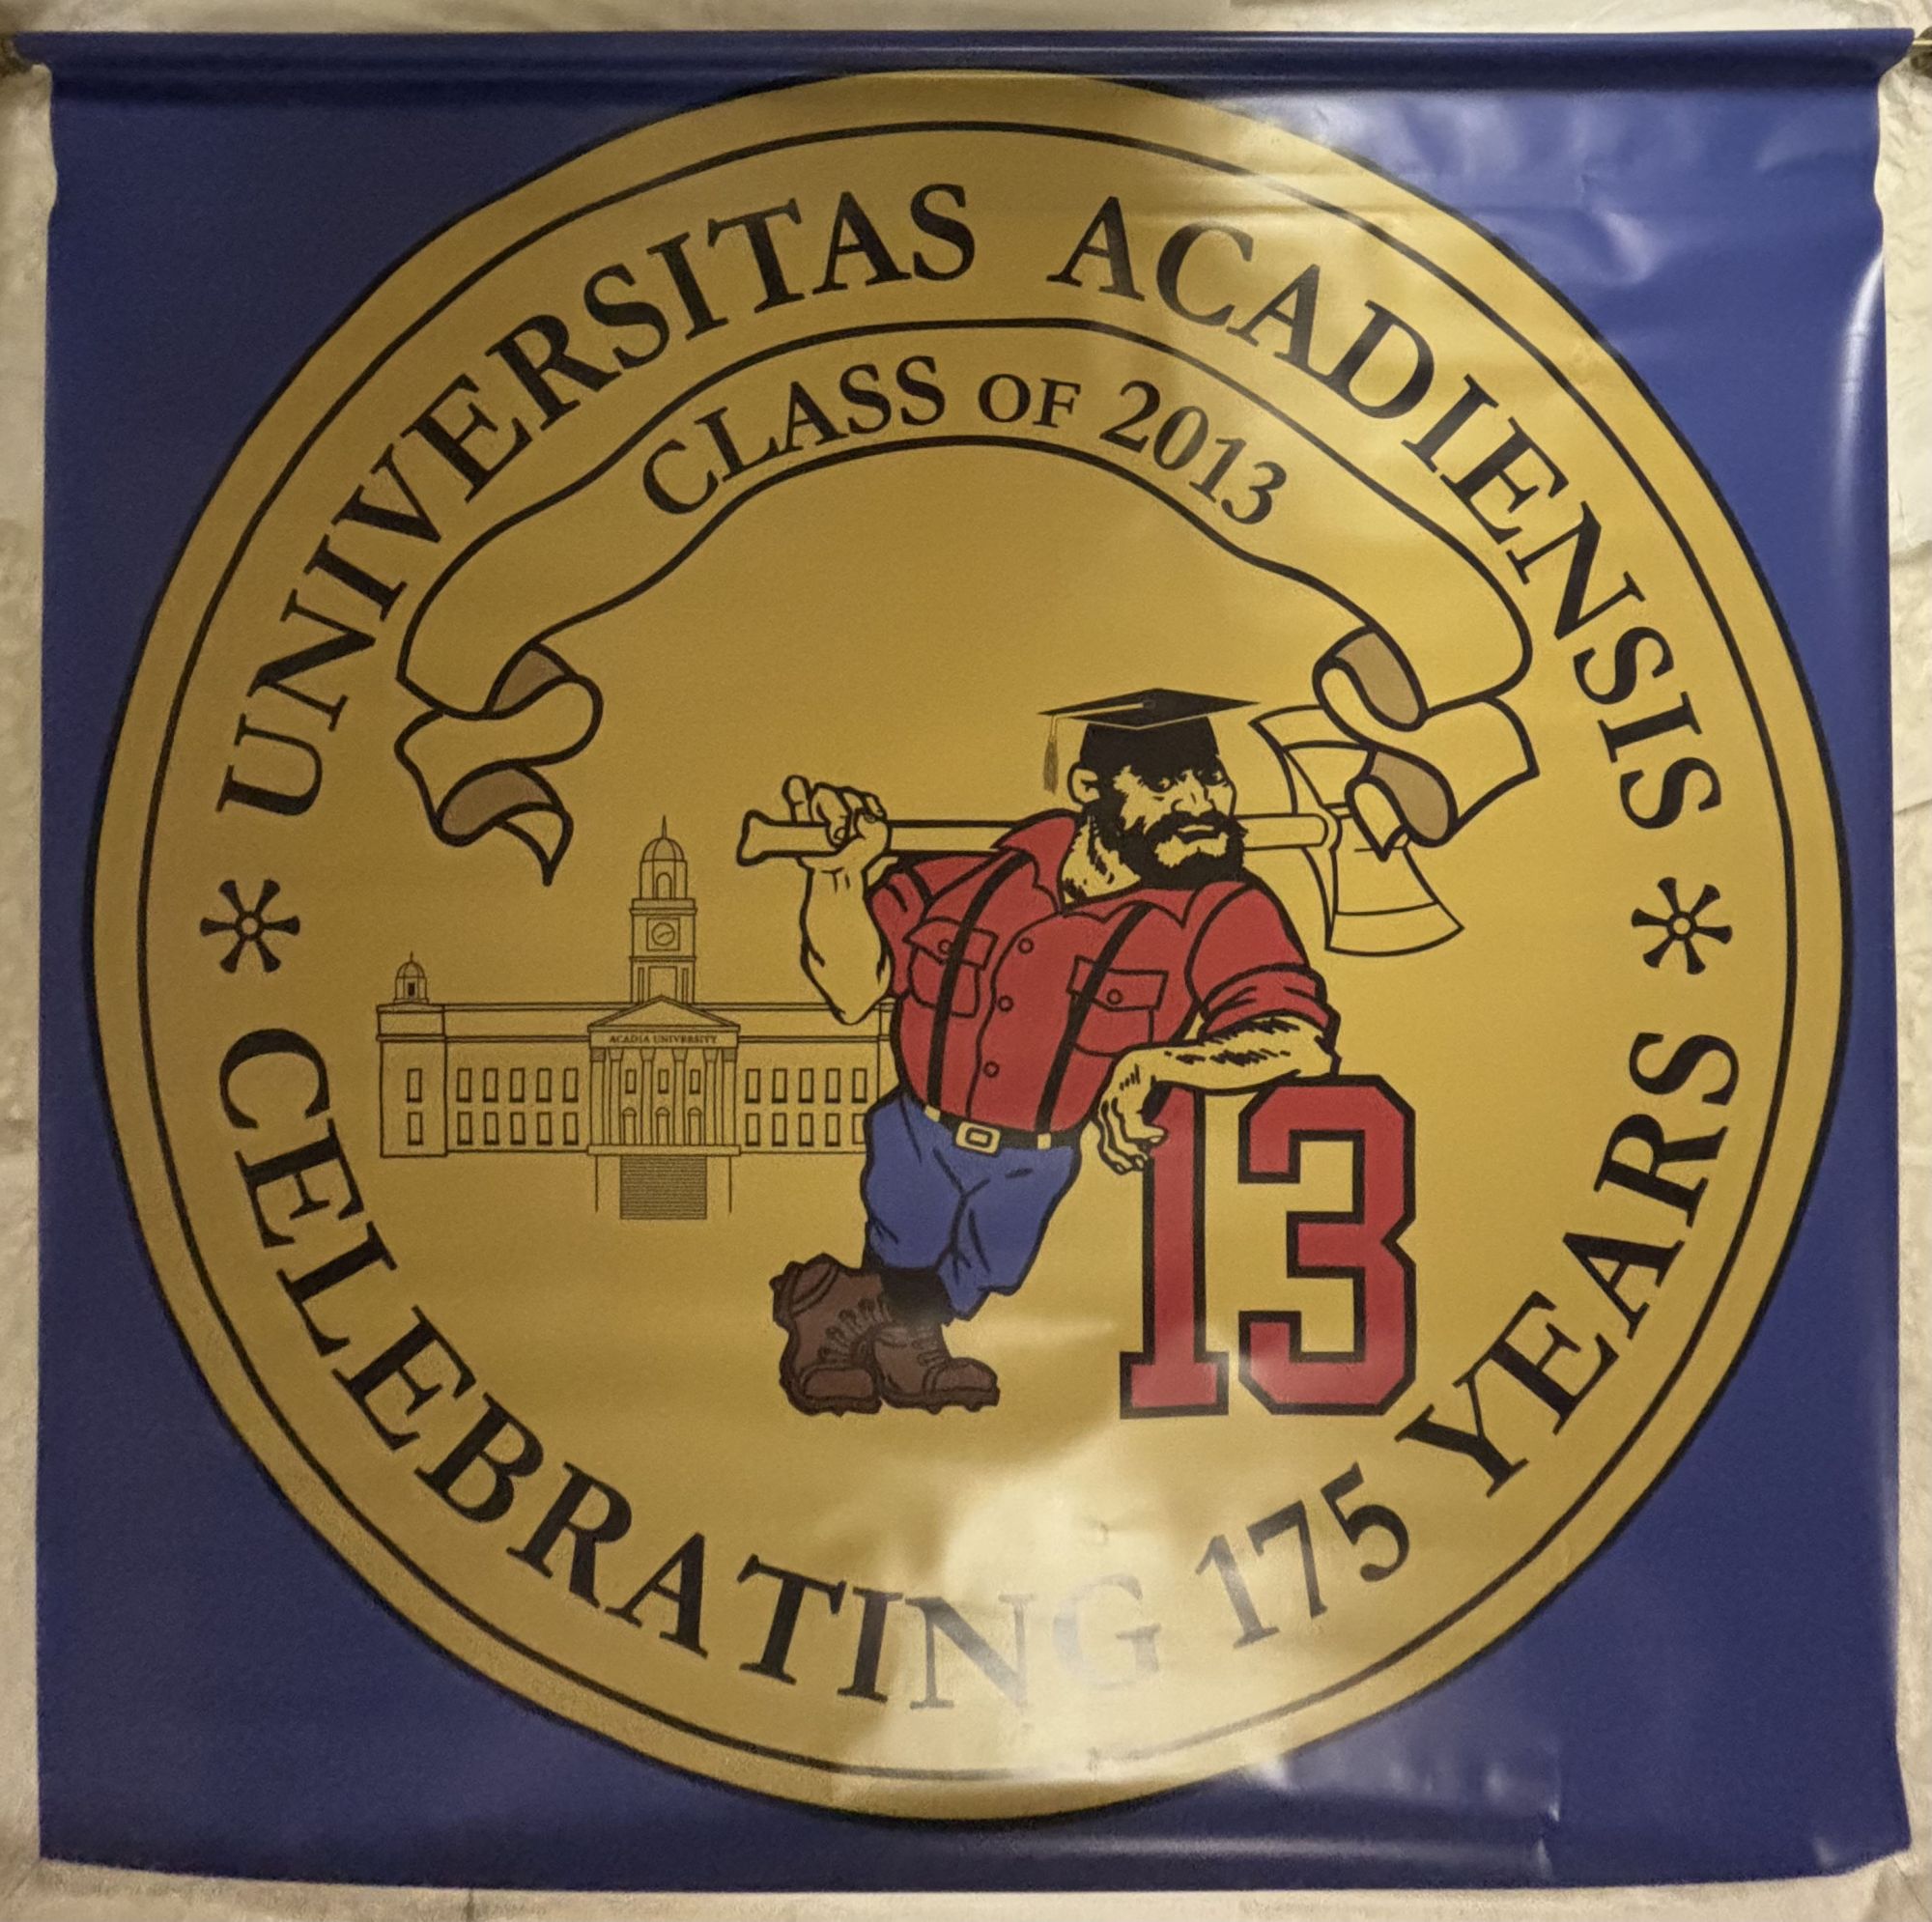 UNIVERSITAS ACADIENSIS
CLASS OF 2013
ACADIA UNIVERSITY
13
CELEBRATING 175 YEARS